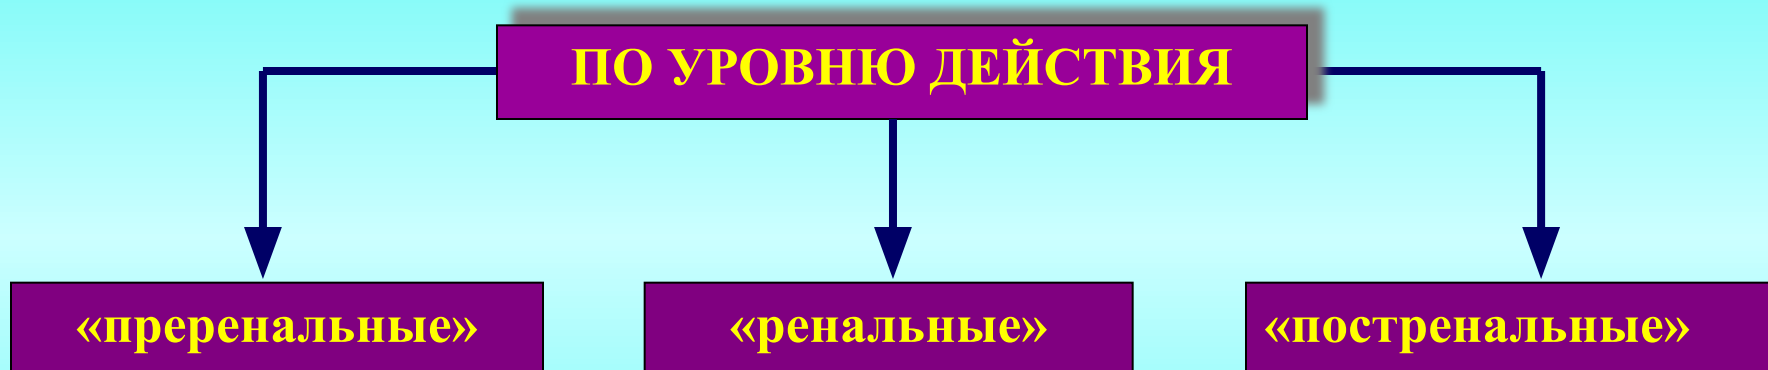 ПО УРОВНЮ ДЕЙСТВИЯ
«преренальные»
«ренальные»
«постренальные»